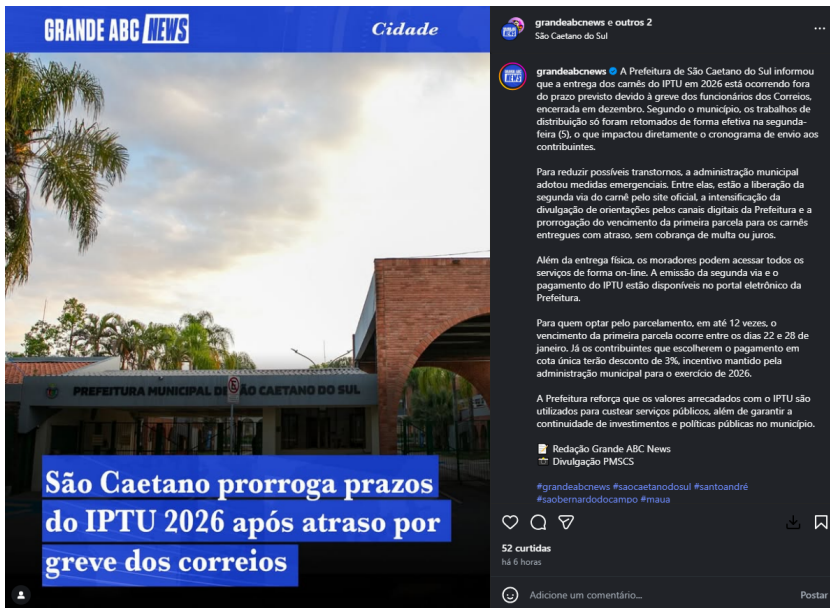 GRANDE ABC NEWS
Cidade
PREFEITURA MUNICIPAL DE SÃO CAETANO DO SUL
São Caetano prorroga prazos
do IPTU 2026 após atraso por
greve dos correios
grandeabcnews e outros 2
São Caetano do Sul
grandeabcnews A Prefeitura de São Caetano do Sul informou
que a entrega dos carnês do IPTU em 2026 está ocorrendo fora
do prazo previsto devido à greve dos funcionários dos Correios,
encerrada em dezembro. Segundo o município, os trabalhos de
distribuição só foram retomados de forma efetiva na segunda-
feira (5), o que impactou diretamente o cronograma de envio aos
contribuintes.
Para reduzir possíveis transtornos, a administração municipal
adotou medidas emergenciais. Entre elas, estão a liberação da
segunda via do carnê pelo site oficial, a intensificação da
divulgação de orientações pelos canais digitais da Prefeitura e a
prorrogação do vencimento da primeira parcela para os carnês
entregues com atraso, sem cobrança de multa ou juros.
Além da entrega física, os moradores podem acessar todos os
serviços de forma on-line. A emissão da segunda via e o
pagamento do IPTU estão disponíveis no portal eletrônico da
Prefeitura.
Para quem optar pelo parcelamento, em até 12 vezes, o
vencimento da primeira parcela ocorre entre os dias 22 e 28 de
janeiro. Já os contribuintes que escolherem o pagamento em
cota única terão desconto de 3%, incentivo mantido pela
administração municipal para o exercício de 2026.
A Prefeitura reforça que os valores arrecadados com o IPTU são
utilizados para custear serviços públicos, além de garantir a
continuidade de investimentos e políticas públicas no município.
📝 Redação Grande ABC News
📸 Divulgação PMSCS
#grandeabcnews #saocaetanodosul #santoandré
#saobernardodocampo #maua
52 curtidas
há 6 horas
Adicione um comentário...
Postar